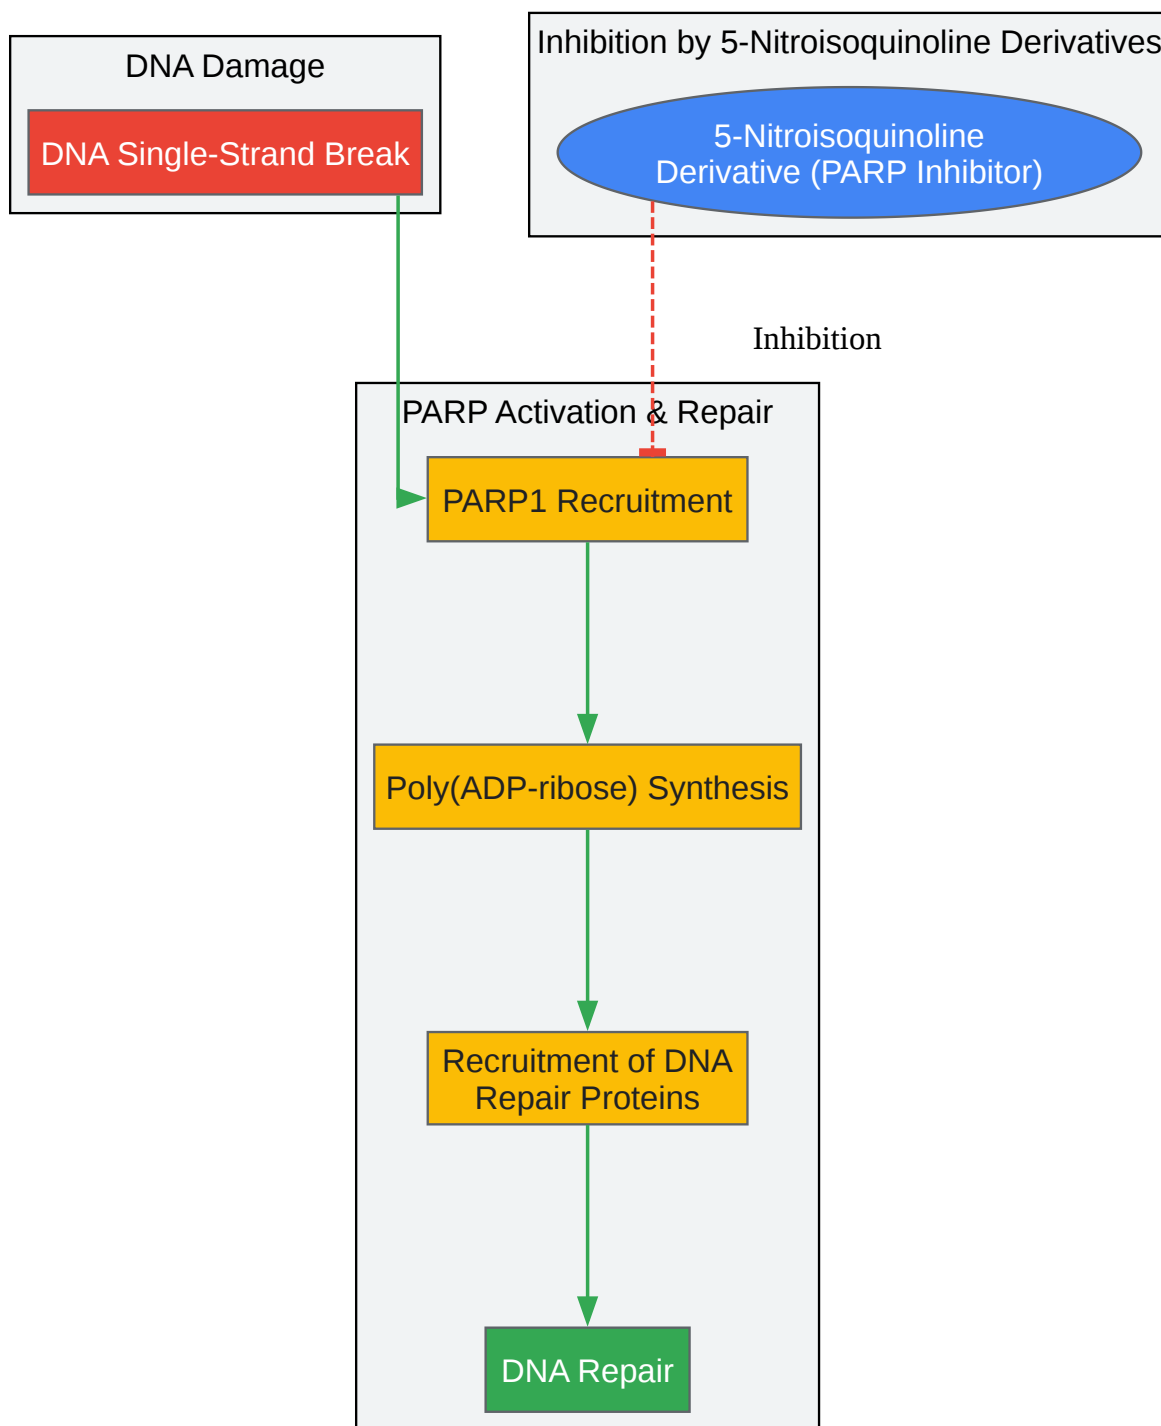 DNA Damage
DNA Single-Strand Break
Inhibition by 5-Nitroisoquinoline Derivatives
5-Nitroisoquinoline
Derivative (PARP Inhibitor)
Inhibition
PARP Activation & Repair
PARP1 Recruitment
Poly(ADP-ribose) Synthesis
Recruitment of DNA
Repair Proteins
DNA Repair